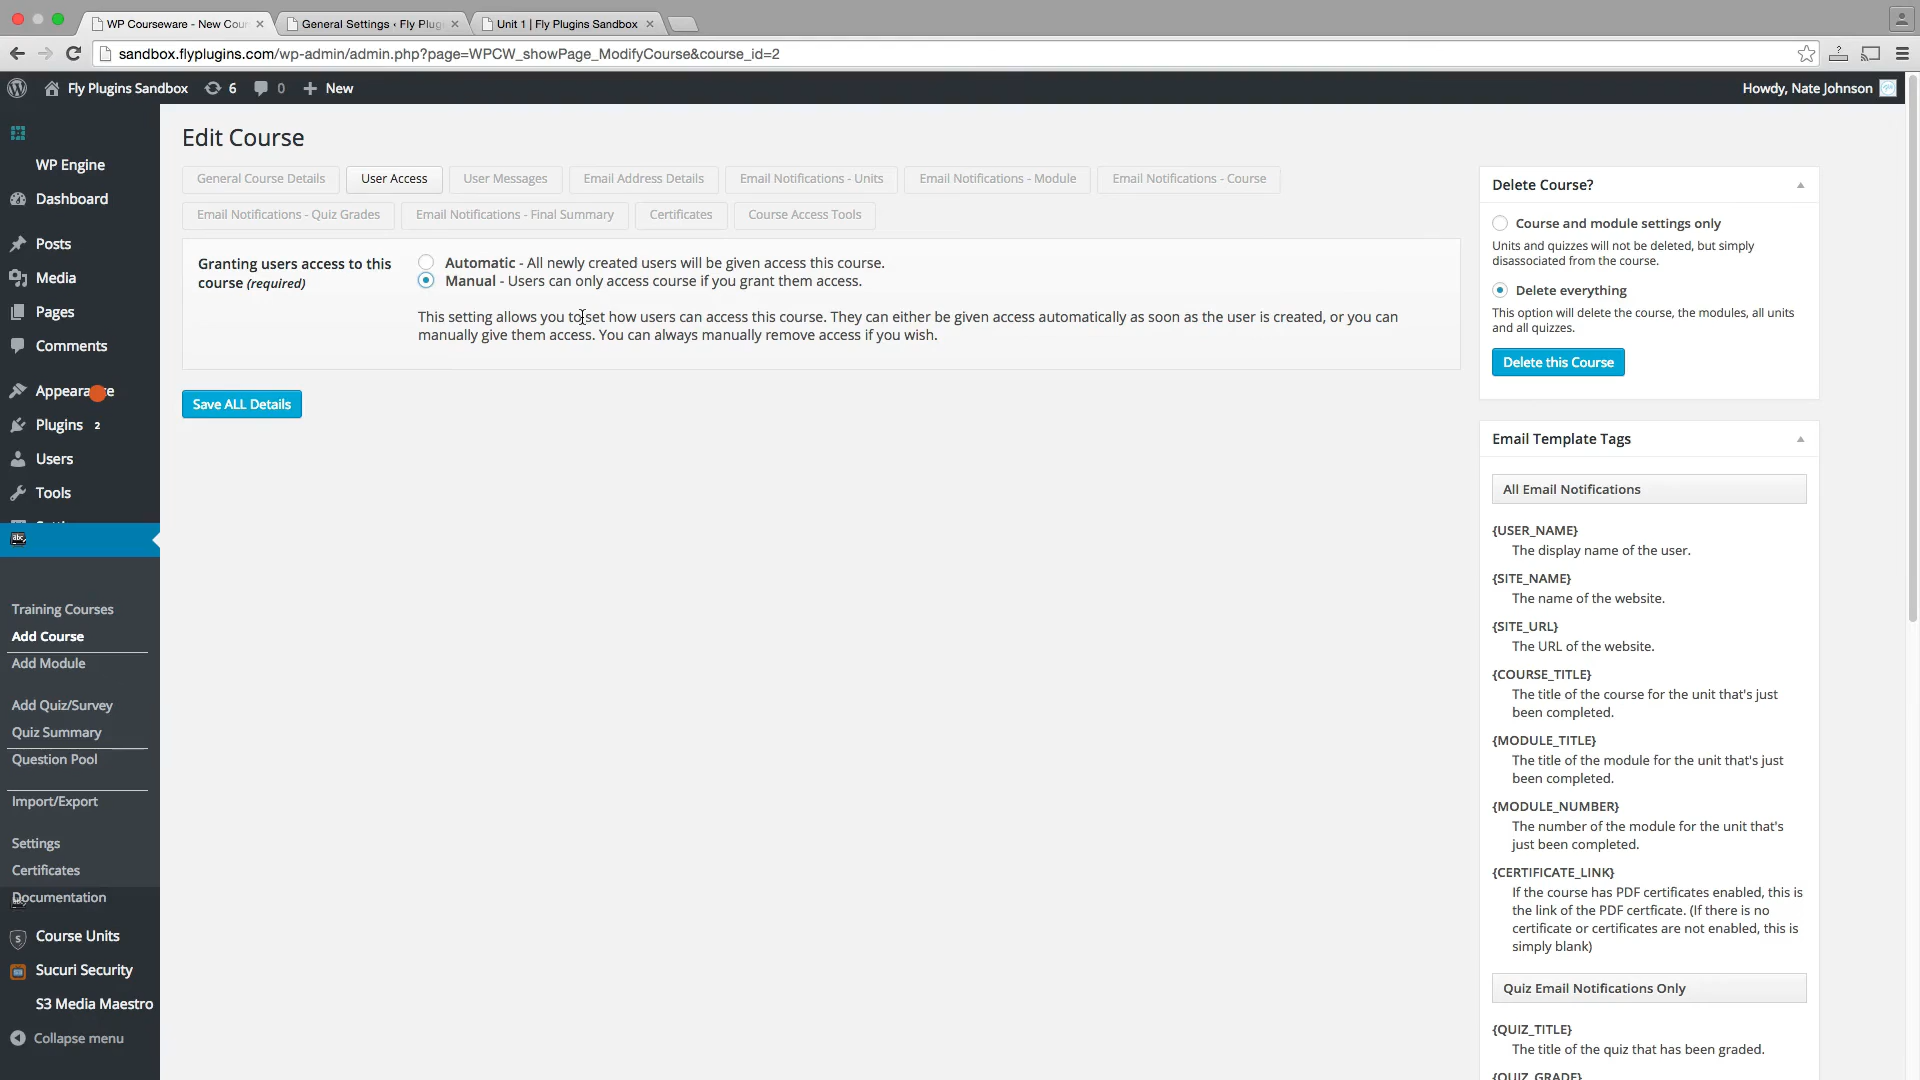 WP Courseware - New Cour
General Settings ‹ Fly Plug
Unit 1 | Fly Plugins Sandbox
sandbox.flyplugins.com/wp-admin/admin.php?page=WPCW_showPage_ModifyCourse&course_id=2
Fly Plugins Sandbox
6
0
New
Howdy, Nate Johnson
WP Engine
Dashboard
Posts
Media
Pages
Comments
Appearance
Plugins 2
Users
Tools
Training Courses
Add Course
Add Module
Add Quiz/Survey
Quiz Summary
Question Pool
Import/Export
Settings
Certificates
Documentation
Course Units
Sucuri Security
S3 Media Maestro
Collapse menu
Edit Course
General Course Details
User Access
User Messages
Email Address Details
Email Notifications - Units
Email Notifications - Module
Email Notifications - Course
Email Notifications - Quiz Grades
Email Notifications - Final Summary
Certificates
Course Access Tools
Granting users access to this
course (required)
Automatic - All newly created users will be given access this course.
Manual - Users can only access course if you grant them access.
This setting allows you to set how users can access this course. They can either be given access automatically as soon as the user is created, or you can
manually give them access. You can always manually remove access if you wish.
Save ALL Details
Delete Course?
Course and module settings only
Units and quizzes will not be deleted, but simply
disassociated from the course.
Delete everything
This option will delete the course, the modules, all units
and all quizzes.
Delete this Course
Email Template Tags
All Email Notifications
{USER_NAME}
The display name of the user.
{SITE_NAME}
The name of the website.
{SITE_URL}
The URL of the website.
{COURSE_TITLE}
The title of the course for the unit that's just
been completed.
{MODULE_TITLE}
The title of the module for the unit that's just
been completed.
{MODULE_NUMBER}
The number of the module for the unit that's
just been completed.
{CERTIFICATE_LINK}
If the course has PDF certificates enabled, this is
the link of the PDF certficate. (If there is no
certificate or certificates are not enabled, this is
simply blank)
Quiz Email Notifications Only
{QUIZ_TITLE}
The title of the quiz that has been graded.
{QUIZ_GRADE}